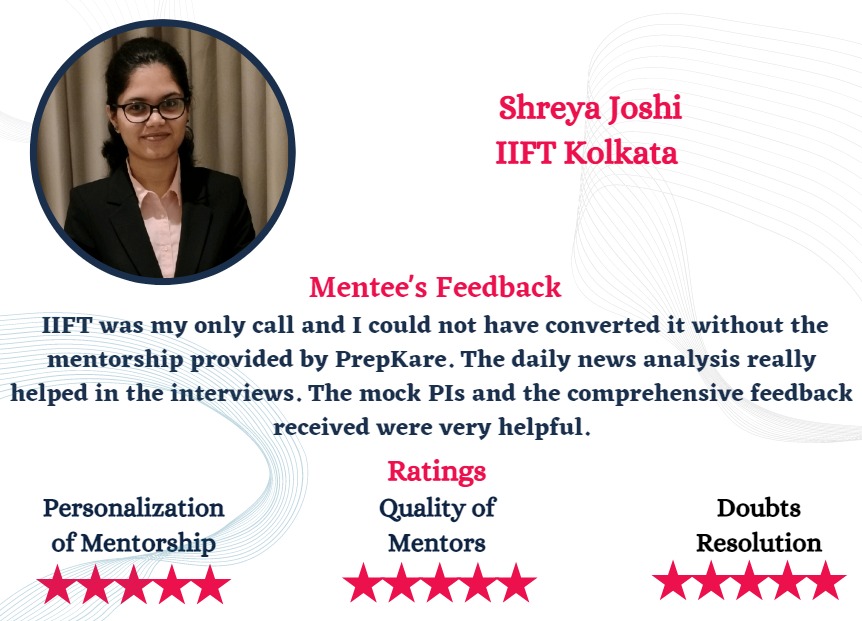 Shreya Joshi
IIFT Kolkata
Mentee's Feedback
IIFT was my only call and I could not have converted it without the
mentorship provided by PrepKare. The daily news analysis really
helped in the interviews. The mock PIs and the comprehensive feedback
received were very helpful.
Ratings
Personalization
of Mentorship
Quality of
Mentors
Doubts
Resolution